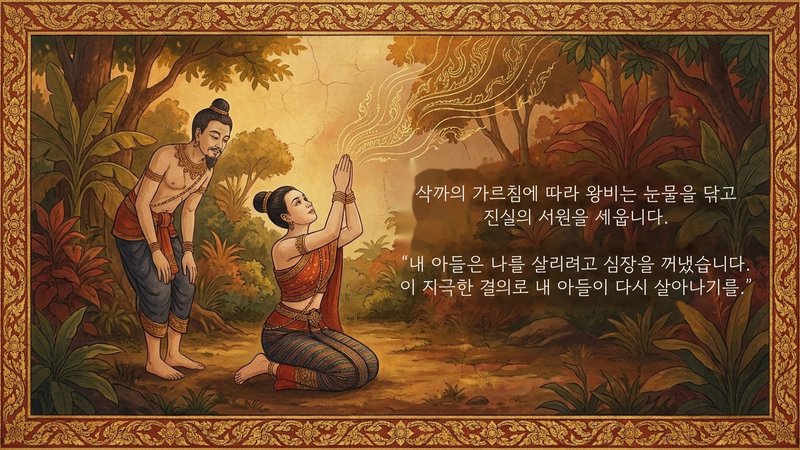 삭까의 가르침에 따라 왕비는 눈물을 닦고
진실의 서원을 세웁니다.
“내 아들은 나를 살리려고 심장을 꺼냈습니다.
이 지극한 결의로 내 아들이 다시 살아나기를.”